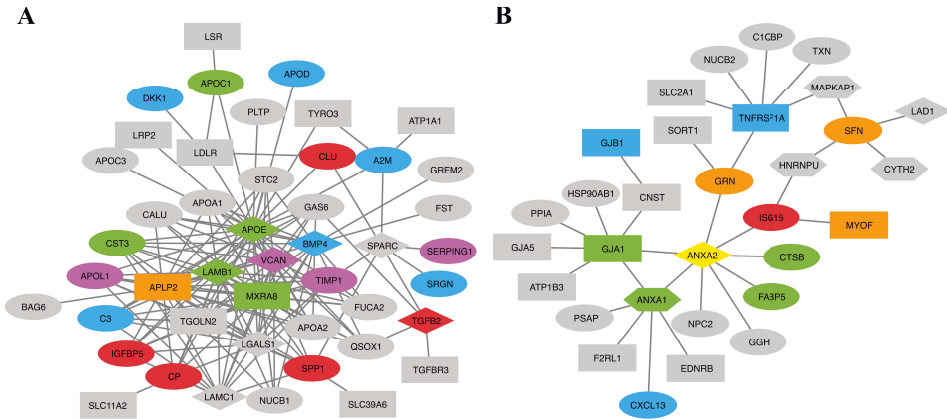 A
B
LSR
C1CBP
NUCB2
TXN
APOC1
APOD
DKK1
SLC2A1
MAPKAP1
PLTP
TYRO3
ATP1A1
TNFRSF1A
LAD1
LRP2
SORT1
SFN
APOC3
LDLR
CLU
A2M
GJB1
HNRNPU
CYTH2
STC2
GREM2
GRN
HSP90AB1
CNST
CALU
APOA1
GAS6
FST
PPIA
IS615
MYOF
APOE
CST3
BMP4
SPARC
SERPING1
GJA5
GJA1
ANXA2
CTSB
VCAN
APOL1
LAMB1
TIMP1
SRGN
APLP2
MXRA8
ATP1B3
ANXA1
FABP5
BAG6
FUCA2
C3
TGOLN2
APOA2
TGFB2
PSAP
NPC2
GGH
LGALS1
QSOX1
IGFBP5
F2RL1
EDNRB
CP
SPP1
TGFBR3
LAMC1
NUCB1
SLC11A2
SLC39A6
CXCL13